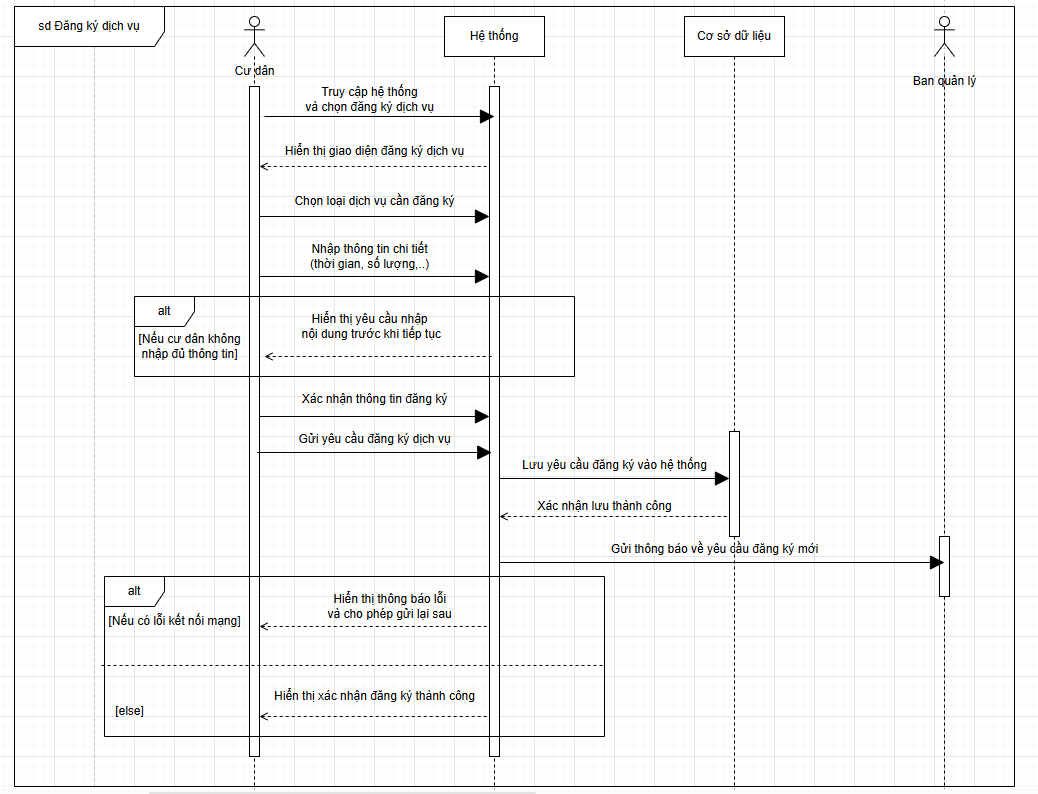 sd Đăng ký dịch vụ
Cư dân
Hệ thống
Cơ sở dữ liệu
Ban quản lý
Truy cập hệ thống
và chọn đăng ký dịch vụ
Hiển thị giao diện đăng ký dịch vụ
Chọn loại dịch vụ cần đăng ký
Nhập thông tin chi tiết
(thời gian, số lượng,..)
alt
[Nếu cư dân không
nhập đủ thông tin]
Hiển thị yêu cầu nhập
nội dung trước khi tiếp tục
Xác nhận thông tin đăng ký
Gửi yêu cầu đăng ký dịch vụ
Lưu yêu cầu đăng ký vào hệ thống
Xác nhận lưu thành công
Gửi thông báo về yêu cầu đăng ký mới
alt
[Nếu có lỗi kết nối mạng]
Hiển thị thông báo lỗi
và cho phép gửi lại sau
Hiển thị xác nhận đăng ký thành công
[else]